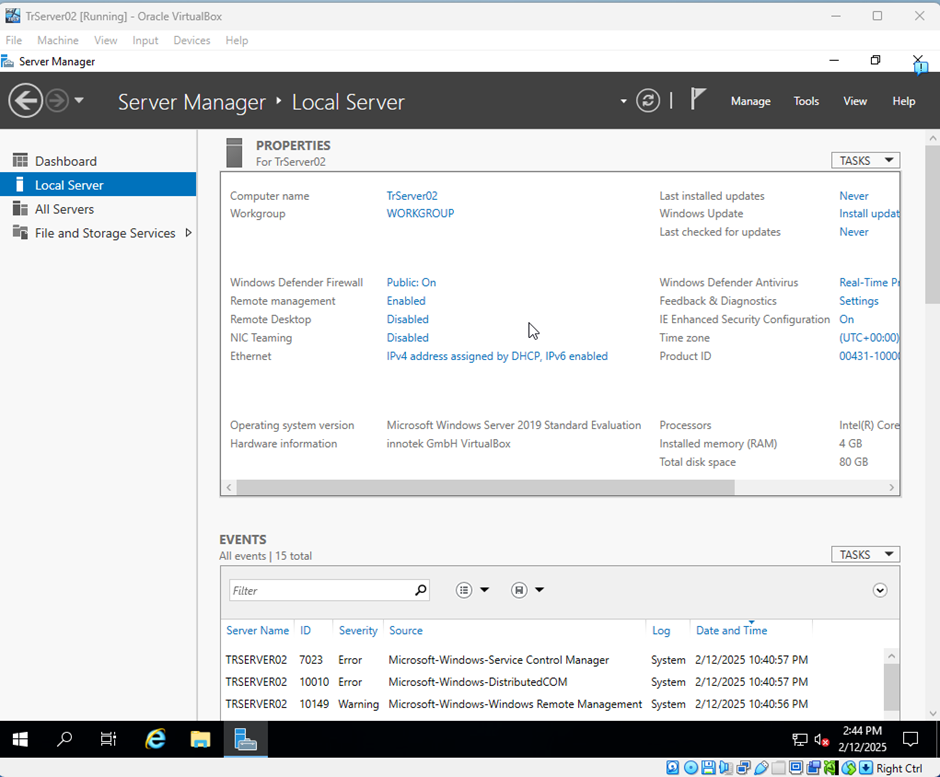 TrServer02 [Running] - Oracle VirtualBox
File Machine View Input Devices Help
Server Manager
Server Manager Local Server
Manage Tools View Help
Dashboard
Local Server
All Servers
File and Storage Services
PROPERTIES
For TrServer02
TASKS
Computer name TrServer02 Last installed updates Never
Workgroup WORKGROUP Windows Update Install updat
Last checked for updates Never
Windows Defender Firewall Public: On Windows Defender Antivirus Real-Time Pr
Remote management Enabled Feedback & Diagnostics Settings
Remote Desktop Disabled IE Enhanced Security Configuration On
NIC Teaming Disabled Time zone (UTC+00:00)
Ethernet IPv4 address assigned by DHCP, IPv6 enabled Product ID 00431-10000
Operating system version Microsoft Windows Server 2019 Standard Evaluation Processors Intel(R) Core
Hardware information innotek GmbH VirtualBox Installed memory (RAM) 4 GB
Total disk space 80 GB
EVENTS
All events | 15 total
TASKS
Filter
Server Name ID Severity Source Log Date and Time
TRSERVER02 7023 Error Microsoft-Windows-Service Control Manager System 2/12/2025 10:40:57 PM
TRSERVER02 10010 Error Microsoft-Windows-DistributedCOM System 2/12/2025 10:40:57 PM
TRSERVER02 10149 Warning Microsoft-Windows-Windows Remote Management System 2/12/2025 10:40:56 PM
2:44 PM
2/12/2025
Right Ctrl